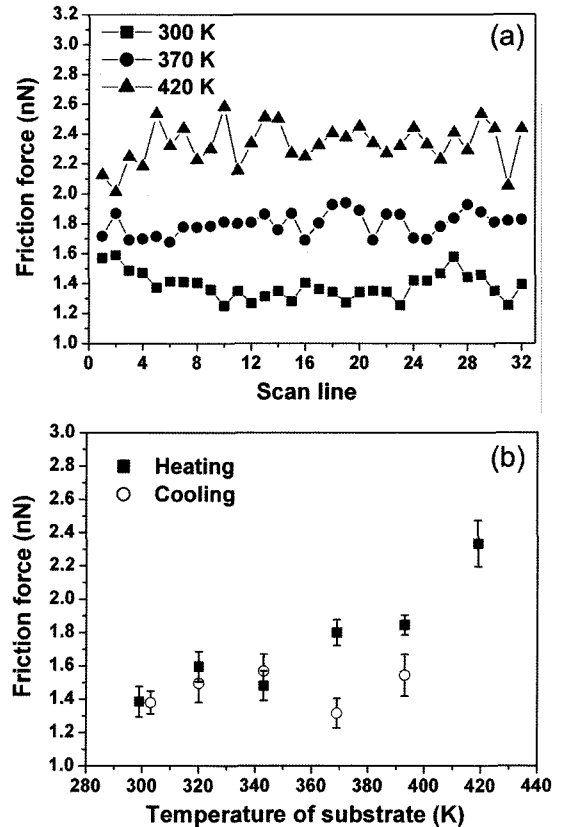 3.2
3.0
2.8
2.6
2.4
2.2
2.0
1.8
1.6
1.4
1.2
1.0
Friction force (nN)
300 K
370 K
420 K
(a)
0 4 8 12 16 20 24 28 32
Scan line
3.0
2.8
2.6
2.4
2.2
2.0
1.8
1.6
1.4
1.2
1.0
Friction force (nN)
Heating
Cooling
(b)
280 300 320 340 360 380 400 420 440
Temperature of substrate (K)